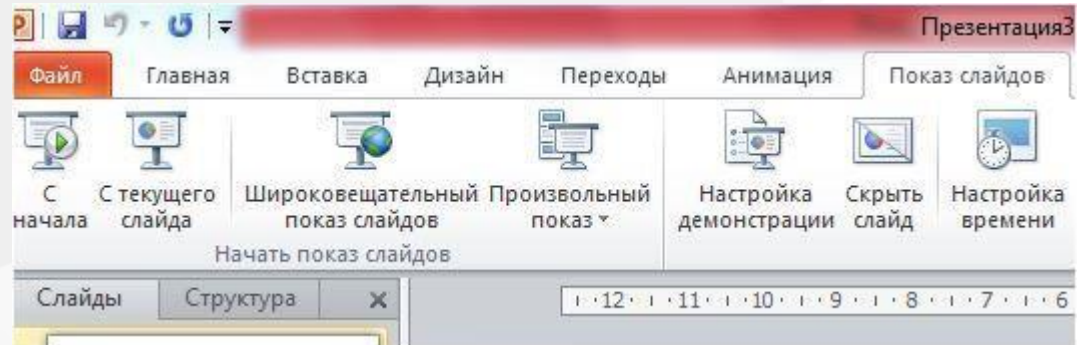 Презентация3
Файл Главная Вставка Дизайн Переходы Анимация Показ слайдов
С начала
С текущего слайда
Широковещательный показ слайдов
Произвольный показ
Настройка демонстрации
Скрыть слайд
Настройка времени
Начать показ слайдов
Слайды Структура
12 11 10 9 8 7 6